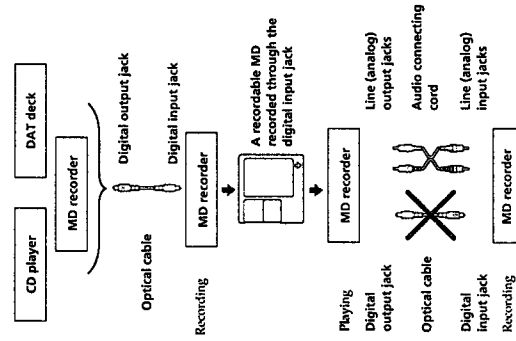 CD player
DAT deck
MD recorder
Digital output jack
Optical cable
Digital input jack
Recording
MD recorder
A recordable MD
recorded through the
digital input jack
Playing
MD recorder
Digital
output jack
Line (analog)
output jacks
Optical cable
Audio connecting
cord
Digital
input jack
Line (analog)
input jacks
Recording
MD recorder